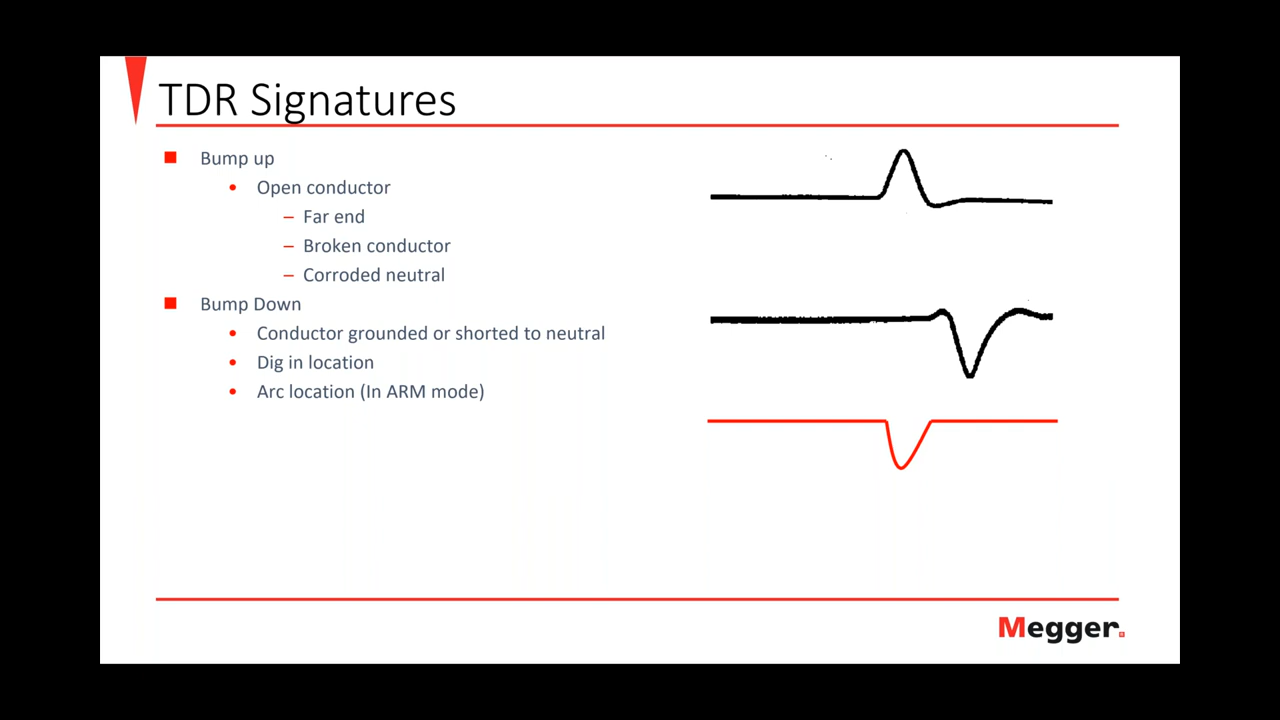 TDR Signatures
Bump up
Open conductor
– Far end
– Broken conductor
– Corroded neutral
Bump Down
Conductor grounded or shorted to neutral
Dig in location
Arc location (In ARM mode)
Megger.